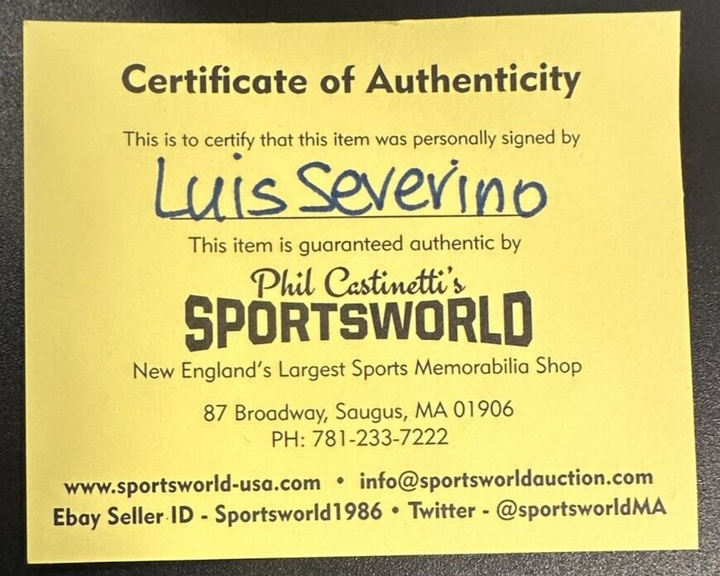 Certificate of Authenticity
This is to certify that this item was personally signed by
Luis Severino
This item is guaranteed authentic by
Phil Castinetti's
SPORTSWORLD
New England's Largest Sports Memorabilia Shop
87 Broadway, Saugus, MA 01906
PH: 781-233-7222
www.sportsworld-usa.com • info@sportsworldauction.com
Ebay Seller ID - Sportsworld1986 • Twitter - @sportsworldMA